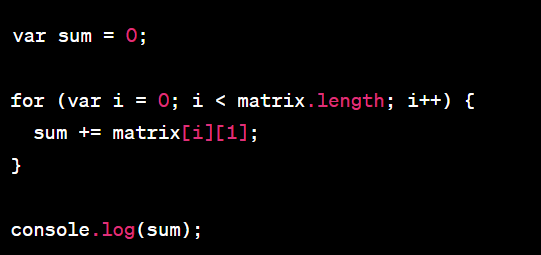 var sum = 0;
for (var i = 0; i < matrix.length; i++) {
  sum += matrix[i][1];
}
console.log(sum);